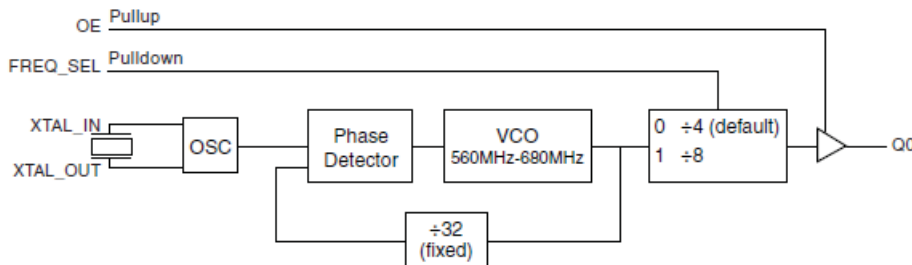 OE Pullup
FREQ_SEL Pulldown
XTAL_IN
XTAL_OUT
OSC
Phase
Detector
VCO
560MHz-680MHz
0 ÷4 (default)
1 ÷8
Q0
÷32
(fixed)